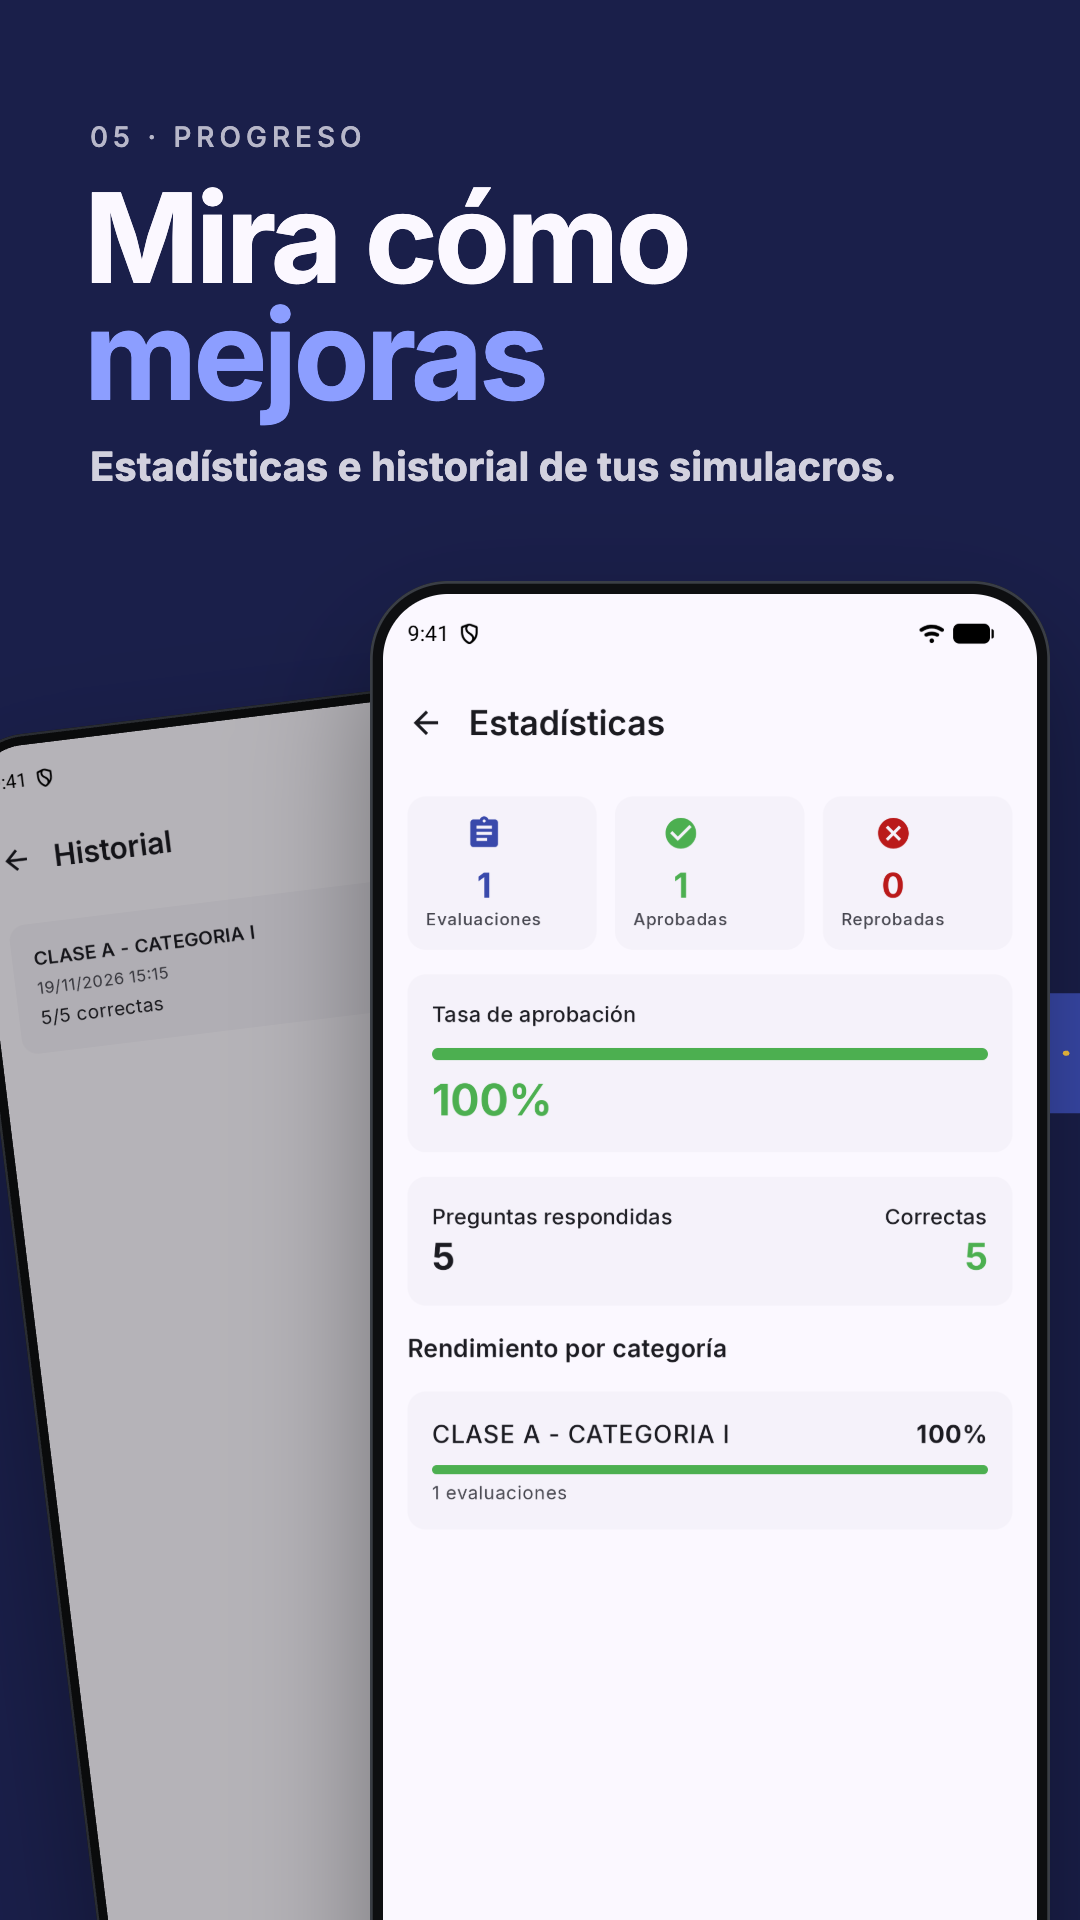 05 · PROGRESO
Mira cómo
mejoras
Estadísticas e historial de tus simulacros.
:41
Historial
CLASE A - CATEGORIA I
19/11/2026 15:15
5/5 correctas
9:41
Estadísticas
1
Evaluaciones
1
Aprobadas
0
Reprobadas
Tasa de aprobación
100%
Preguntas respondidas
Correctas
5
5
Rendimiento por categoría
CLASE A - CATEGORIA I
100%
1 evaluaciones